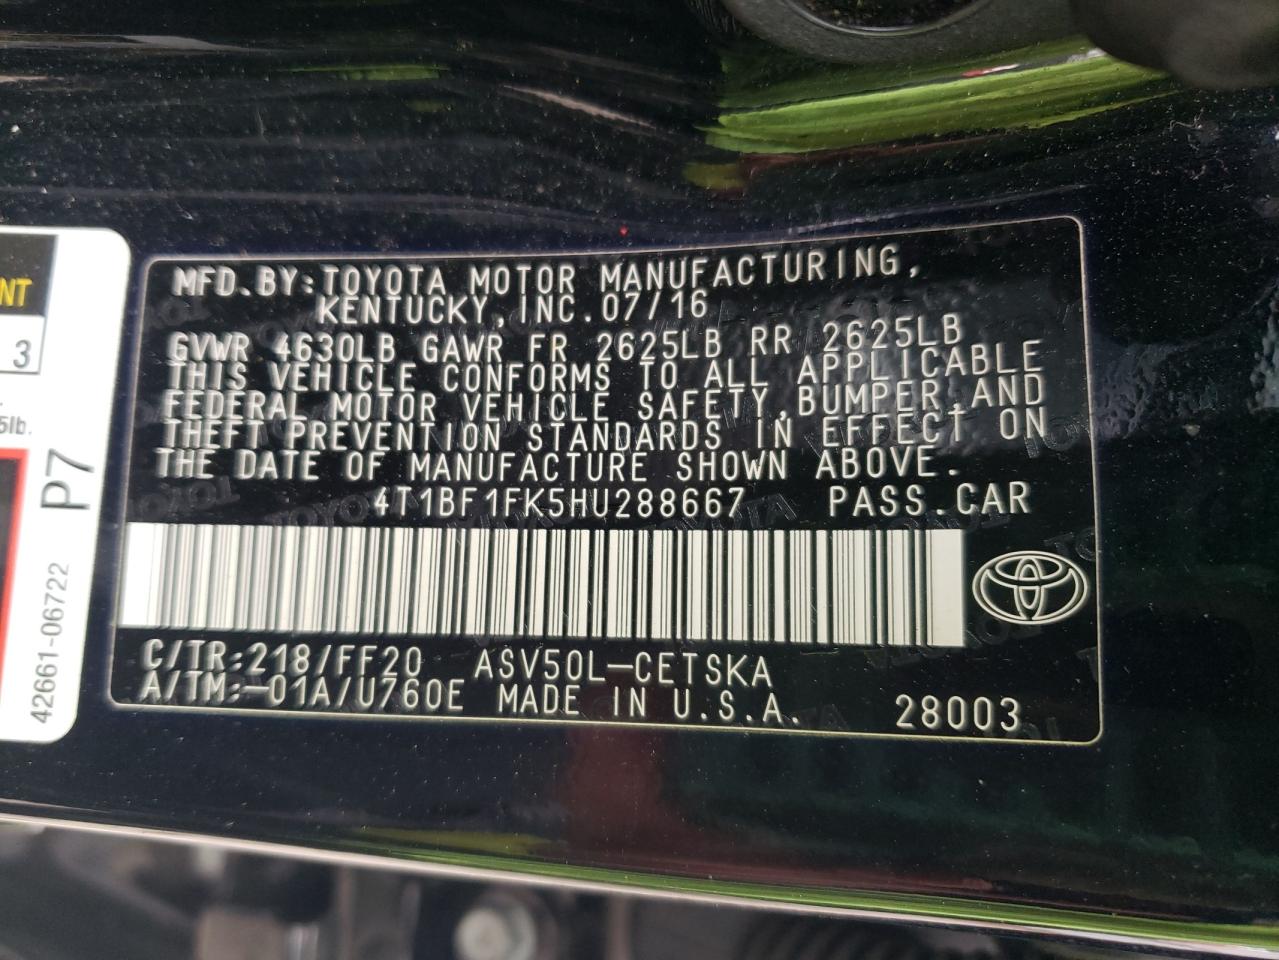 MFD.BY:TOYOTA MOTOR MANUFACTURING,
KENTUCKY,INC.07/16
GVWR 4630LB GAWR FR 2625LB RR 2625LB
THIS VEHICLE CONFORMS TO ALL APPLICABLE
FEDERAL MOTOR VEHICLE SAFETY,BUMPER,AND
THEFT PREVENTION STANDARDS IN EFFECT ON
THE DATE OF MANUFACTURE SHOWN ABOVE.
4T1BF1FK5HU288667 PASS.CAR
C/TR:218/FF20 ASV50L-CETSKA
A/TM:-01A/U760E MADE IN U.S.A. 28003
NT
3
5lb.
P7
42661-06722